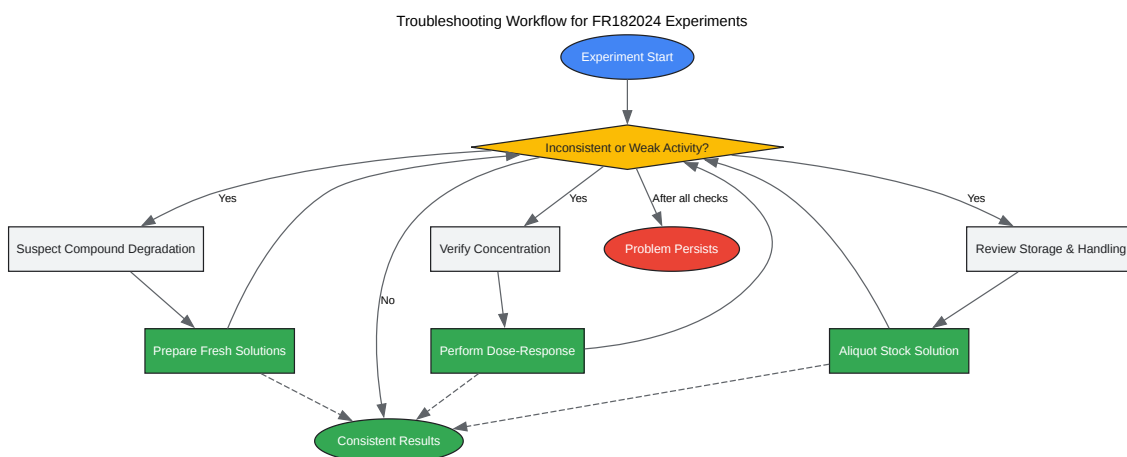 Troubleshooting Workflow for FR182024 Experiments
Experiment Start
Inconsistent or Weak Activity?
Yes
Yes
After all checks
Yes
Suspect Compound Degradation
Verify Concentration
Problem Persists
Review Storage & Handling
No
Prepare Fresh Solutions
Perform Dose-Response
Aliquot Stock Solution
Consistent Results